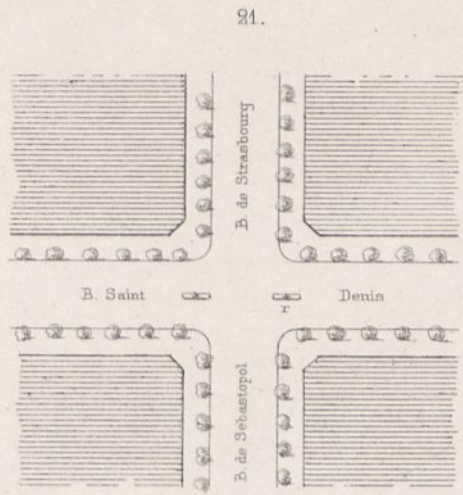 21.
B. de Strasbourg
B. Saint Denis
r
B. de Sebastopol